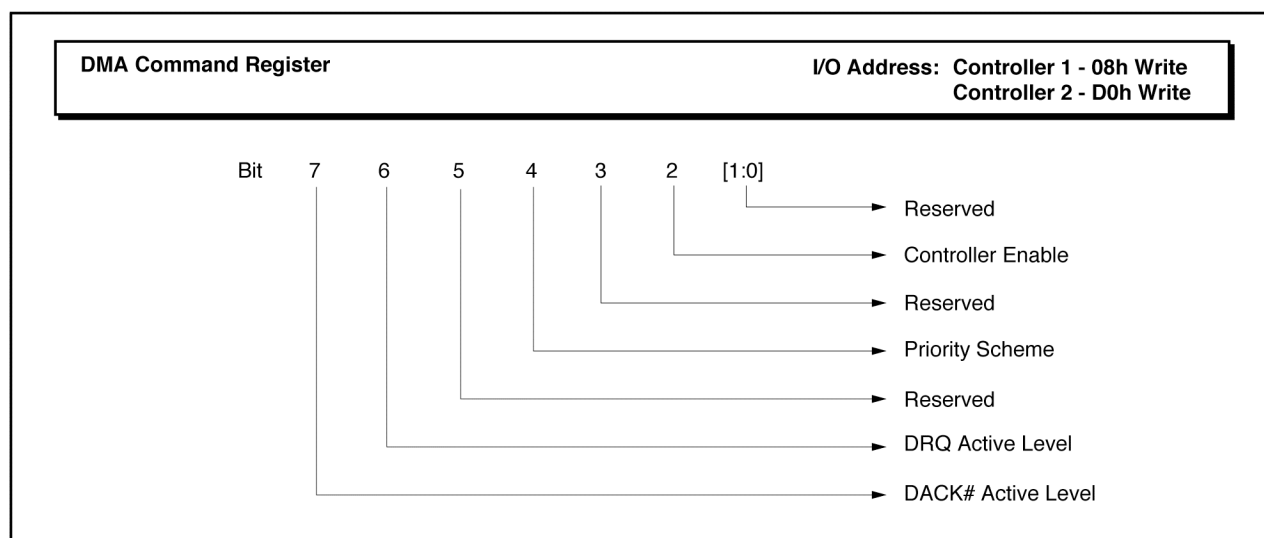 DMA Command Register
I/O Address: Controller 1 - 08h Write
Controller 2 - D0h Write
Bit 7 6 5 4 3 2 [1:0]
Reserved
Controller Enable
Reserved
Priority Scheme
Reserved
DRQ Active Level
DACK# Active Level